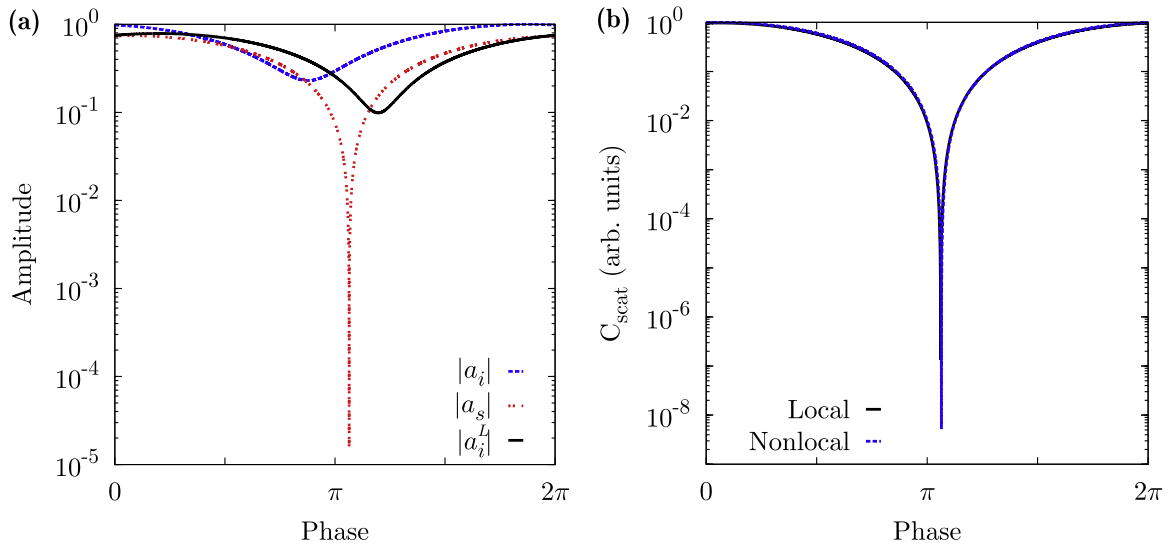 (a)
Amplitude
10^0
10^-1
10^-2
10^-3
10^-4
10^-5
|a_i|
|a_s|
|a_i^L|
0
π
2π
Phase
(b)
C_scat (arb. units)
10^0
10^-2
10^-4
10^-6
10^-8
Local
Nonlocal
0
π
2π
Phase